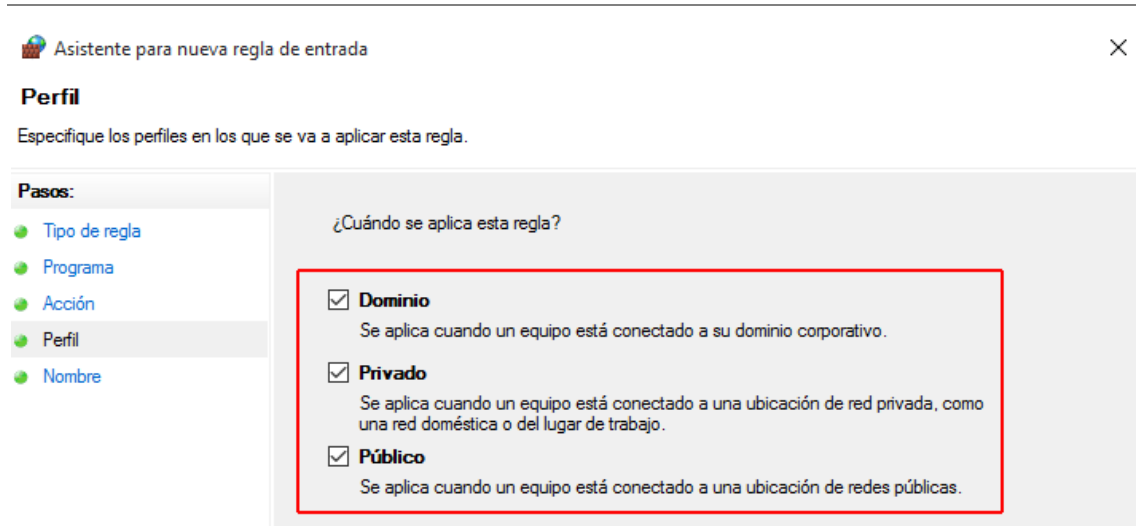 Asistente para nueva regla de entrada
Perfil
Especifique los perfiles en los que se va a aplicar esta regla.
Pasos:
Tipo de regla
Programa
Acción
Perfil
Nombre
¿Cuándo se aplica esta regla?
Dominio
Se aplica cuando un equipo está conectado a su dominio corporativo.
Privado
Se aplica cuando un equipo está conectado a una ubicación de red privada, como
una red doméstica o del lugar de trabajo.
Público
Se aplica cuando un equipo está conectado a una ubicación de redes públicas.